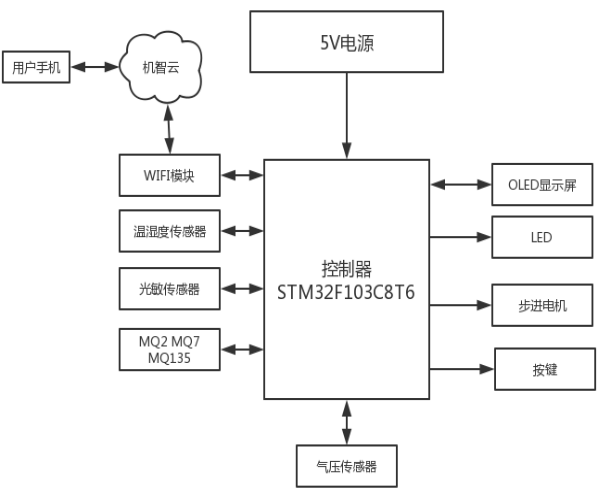 5V电源
用户手机
机智云
WIFI模块
温湿度传感器
光敏传感器
MQ2 MQ7
MQ135
控制器
STM32F103C8T6
OLED显示屏
LED
步进电机
按键
气压传感器